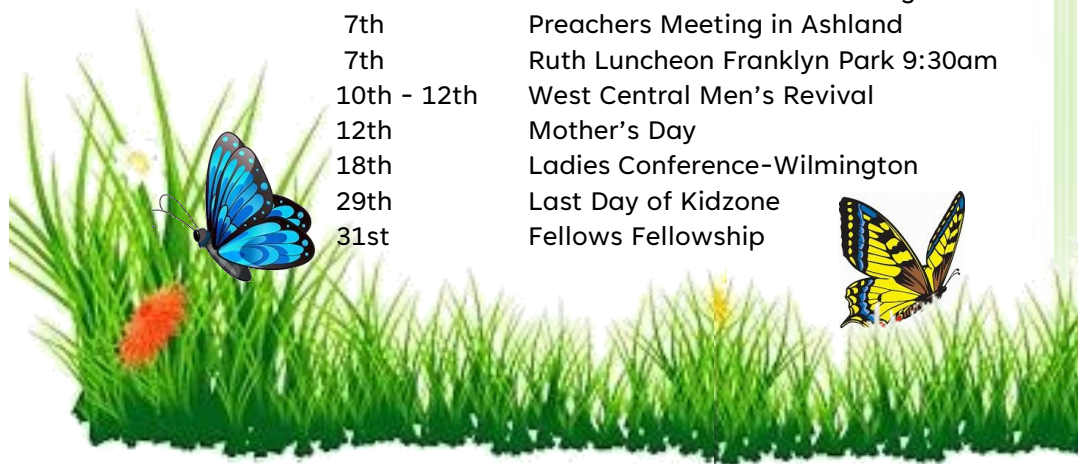 7th Preachers Meeting in Ashland
7th Ruth Luncheon Franklyn Park 9:30am
10th - 12th West Central Men's Revival
12th Mother's Day
18th Ladies Conference-Wilmington
29th Last Day of Kidzone
31st Fellows Fellowship